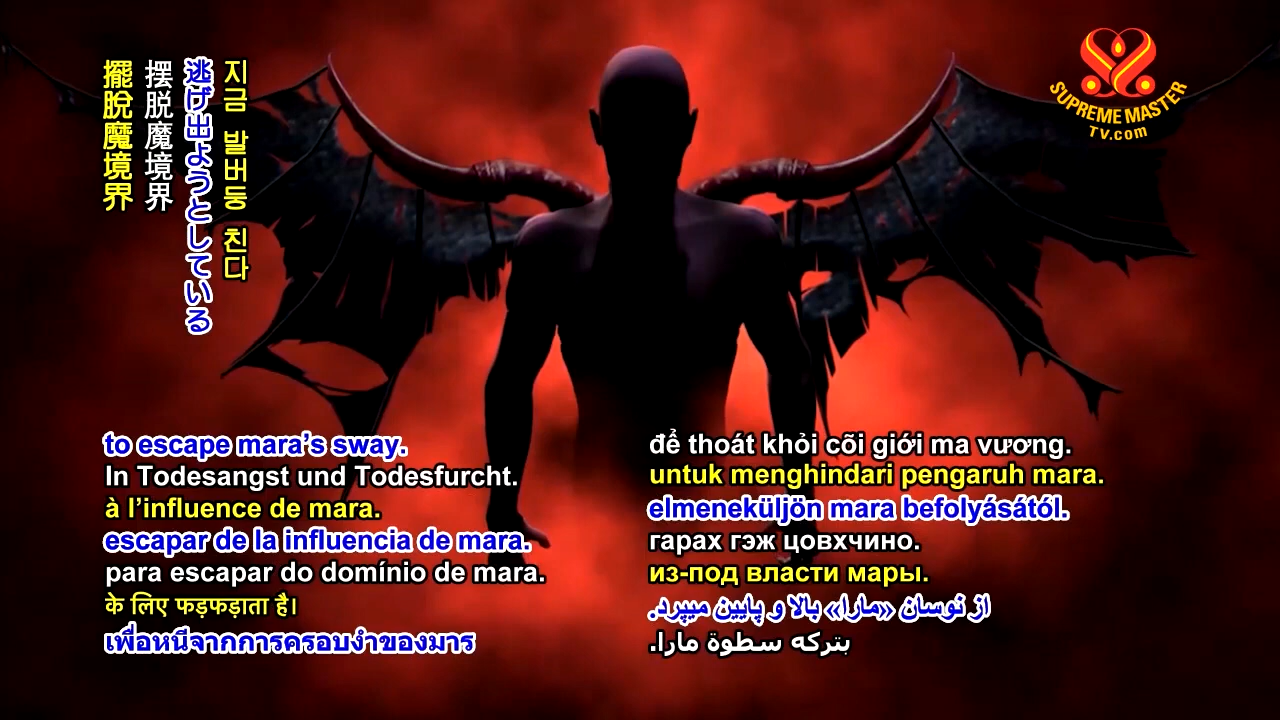 擺脫魔境界
摆脱魔境界
逃げ出ようとしている
지금 발버둥 친다
SUPREME MASTER
TV.com
to escape mara’s sway.
In Todesangst und Todesfurcht.
à l’influence de mara.
escapar de la influencia de mara.
para escapar do domínio de mara.
के लिए फड़फड़ाता है।
เพื่อหนีจากการครอบงำของมาร
để thoát khỏi cõi giới ma vương.
untuk menghindari pengaruh mara.
elmeneküljön mara befolyásától.
гарах гэж цовхчино.
из-под власти мары.
از نوسان «مارا» بالا و پایین میپرد.
بتركه سطوة مارا.